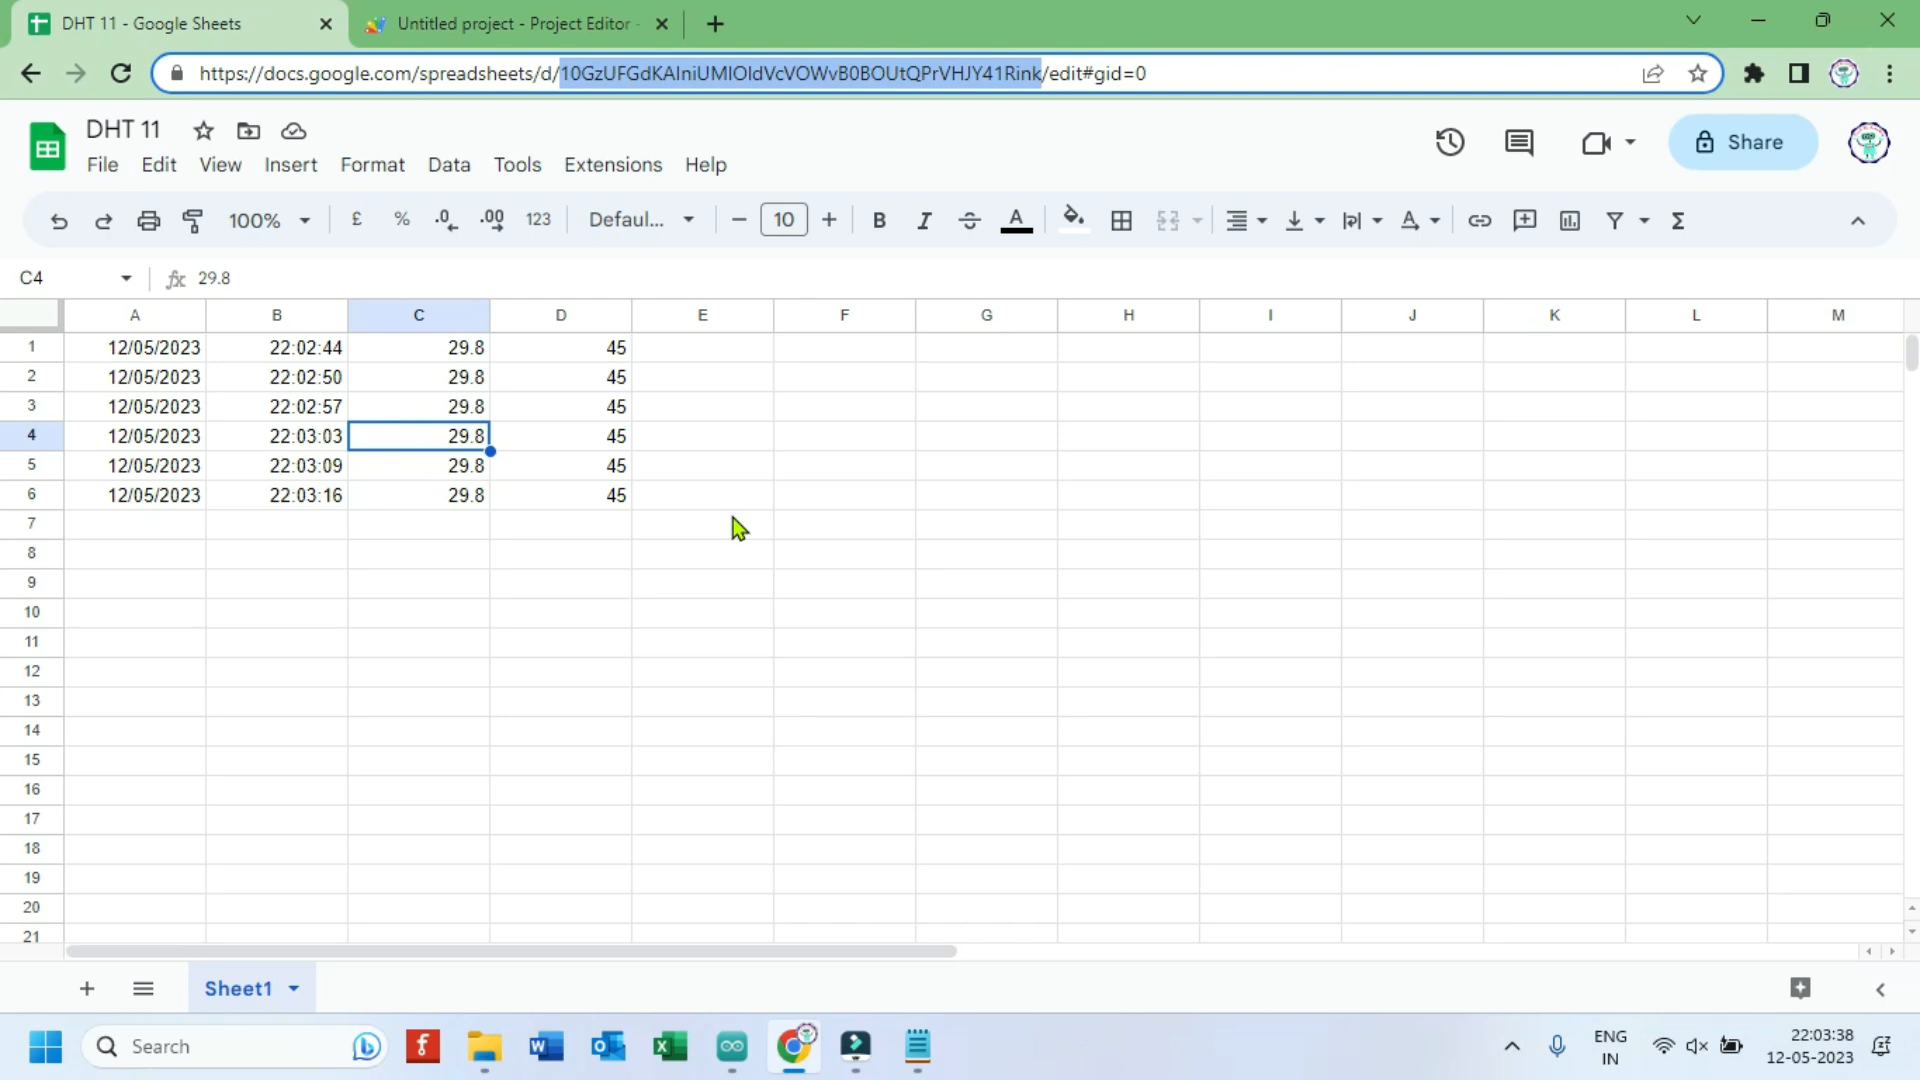 DHT 11 - Google Sheets
Untitled project - Project Editor -
https://docs.google.com/spreadsheets/d/10GzUFGdKAIniUMIOIdVcVOWvB0BOUtQPrVHJY41Rink/edit#gid=0
DHT 11
Share
File Edit View Insert Format Data Tools Extensions Help
100% £ % .0 .00 123 Defaul... 10 B I A Σ
C4 fx 29.8
A B C D E F G H I J K L M
1 12/05/2023 22:02:44 29.8 45
2 12/05/2023 22:02:50 29.8 45
3 12/05/2023 22:02:57 29.8 45
4 12/05/2023 22:03:03 29.8 45
5 12/05/2023 22:03:09 29.8 45
6 12/05/2023 22:03:16 29.8 45
7
8
9
10
11
12
13
14
15
16
17
18
19
20
21
Sheet1
Search
ENG
IN
22:03:38
12-05-2023